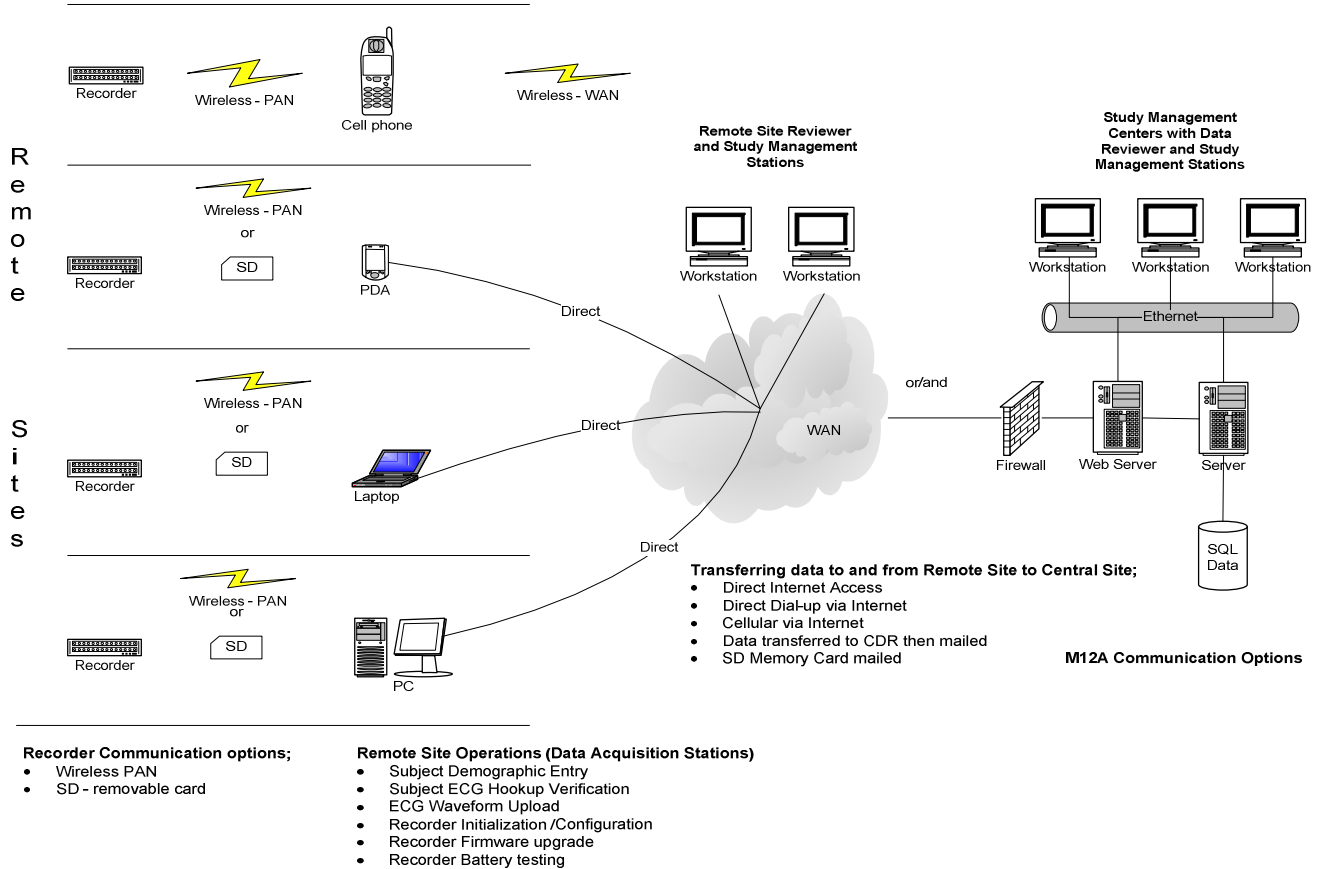 Remote
Sites
Recorder
Wireless - PAN
Cell phone
Wireless - WAN
Wireless - PAN
or
SD
Recorder
PDA
Direct
Wireless - PAN
or
SD
Recorder
Laptop
Direct
Wireless - PAN
or
SD
Recorder
PC
Direct
Remote Site Reviewer
and Study Management
Stations
Workstation
Workstation
WAN
or/and
Firewall
Study Management
Centers with Data
Reviewer and Study
Management Stations
Workstation
Workstation
Workstation
Ethernet
Web Server
Server
SQL
Data
Transferring data to and from Remote Site to Central Site;
• Direct Internet Access
• Direct Dial-up via Internet
• Cellular via Internet
• Data transferred to CDR then mailed
• SD Memory Card mailed
M12A Communication Options
Recorder Communication options;
• Wireless PAN
• SD - removable card
Remote Site Operations (Data Acquisition Stations)
• Subject Demographic Entry
• Subject ECG Hookup Verification
• ECG Waveform Upload
• Recorder Initialization /Configuration
• Recorder Firmware upgrade
• Recorder Battery testing